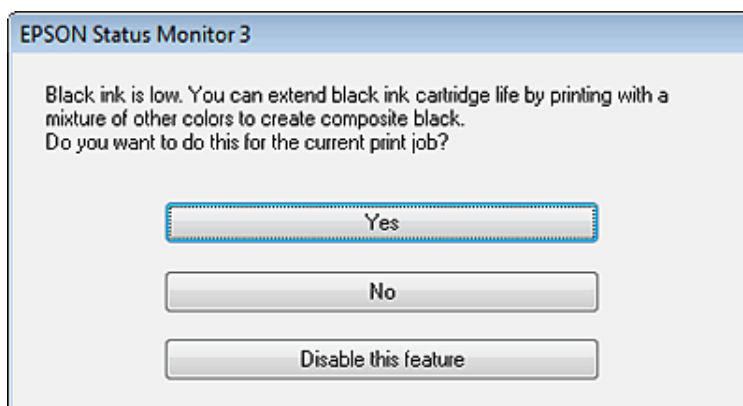 EPSON Status Monitor 3
Black ink is low. You can extend black ink cartridge life by printing with a
mixture of other colors to create composite black.
Do you want to do this for the current print job?
Yes
No
Disable this feature